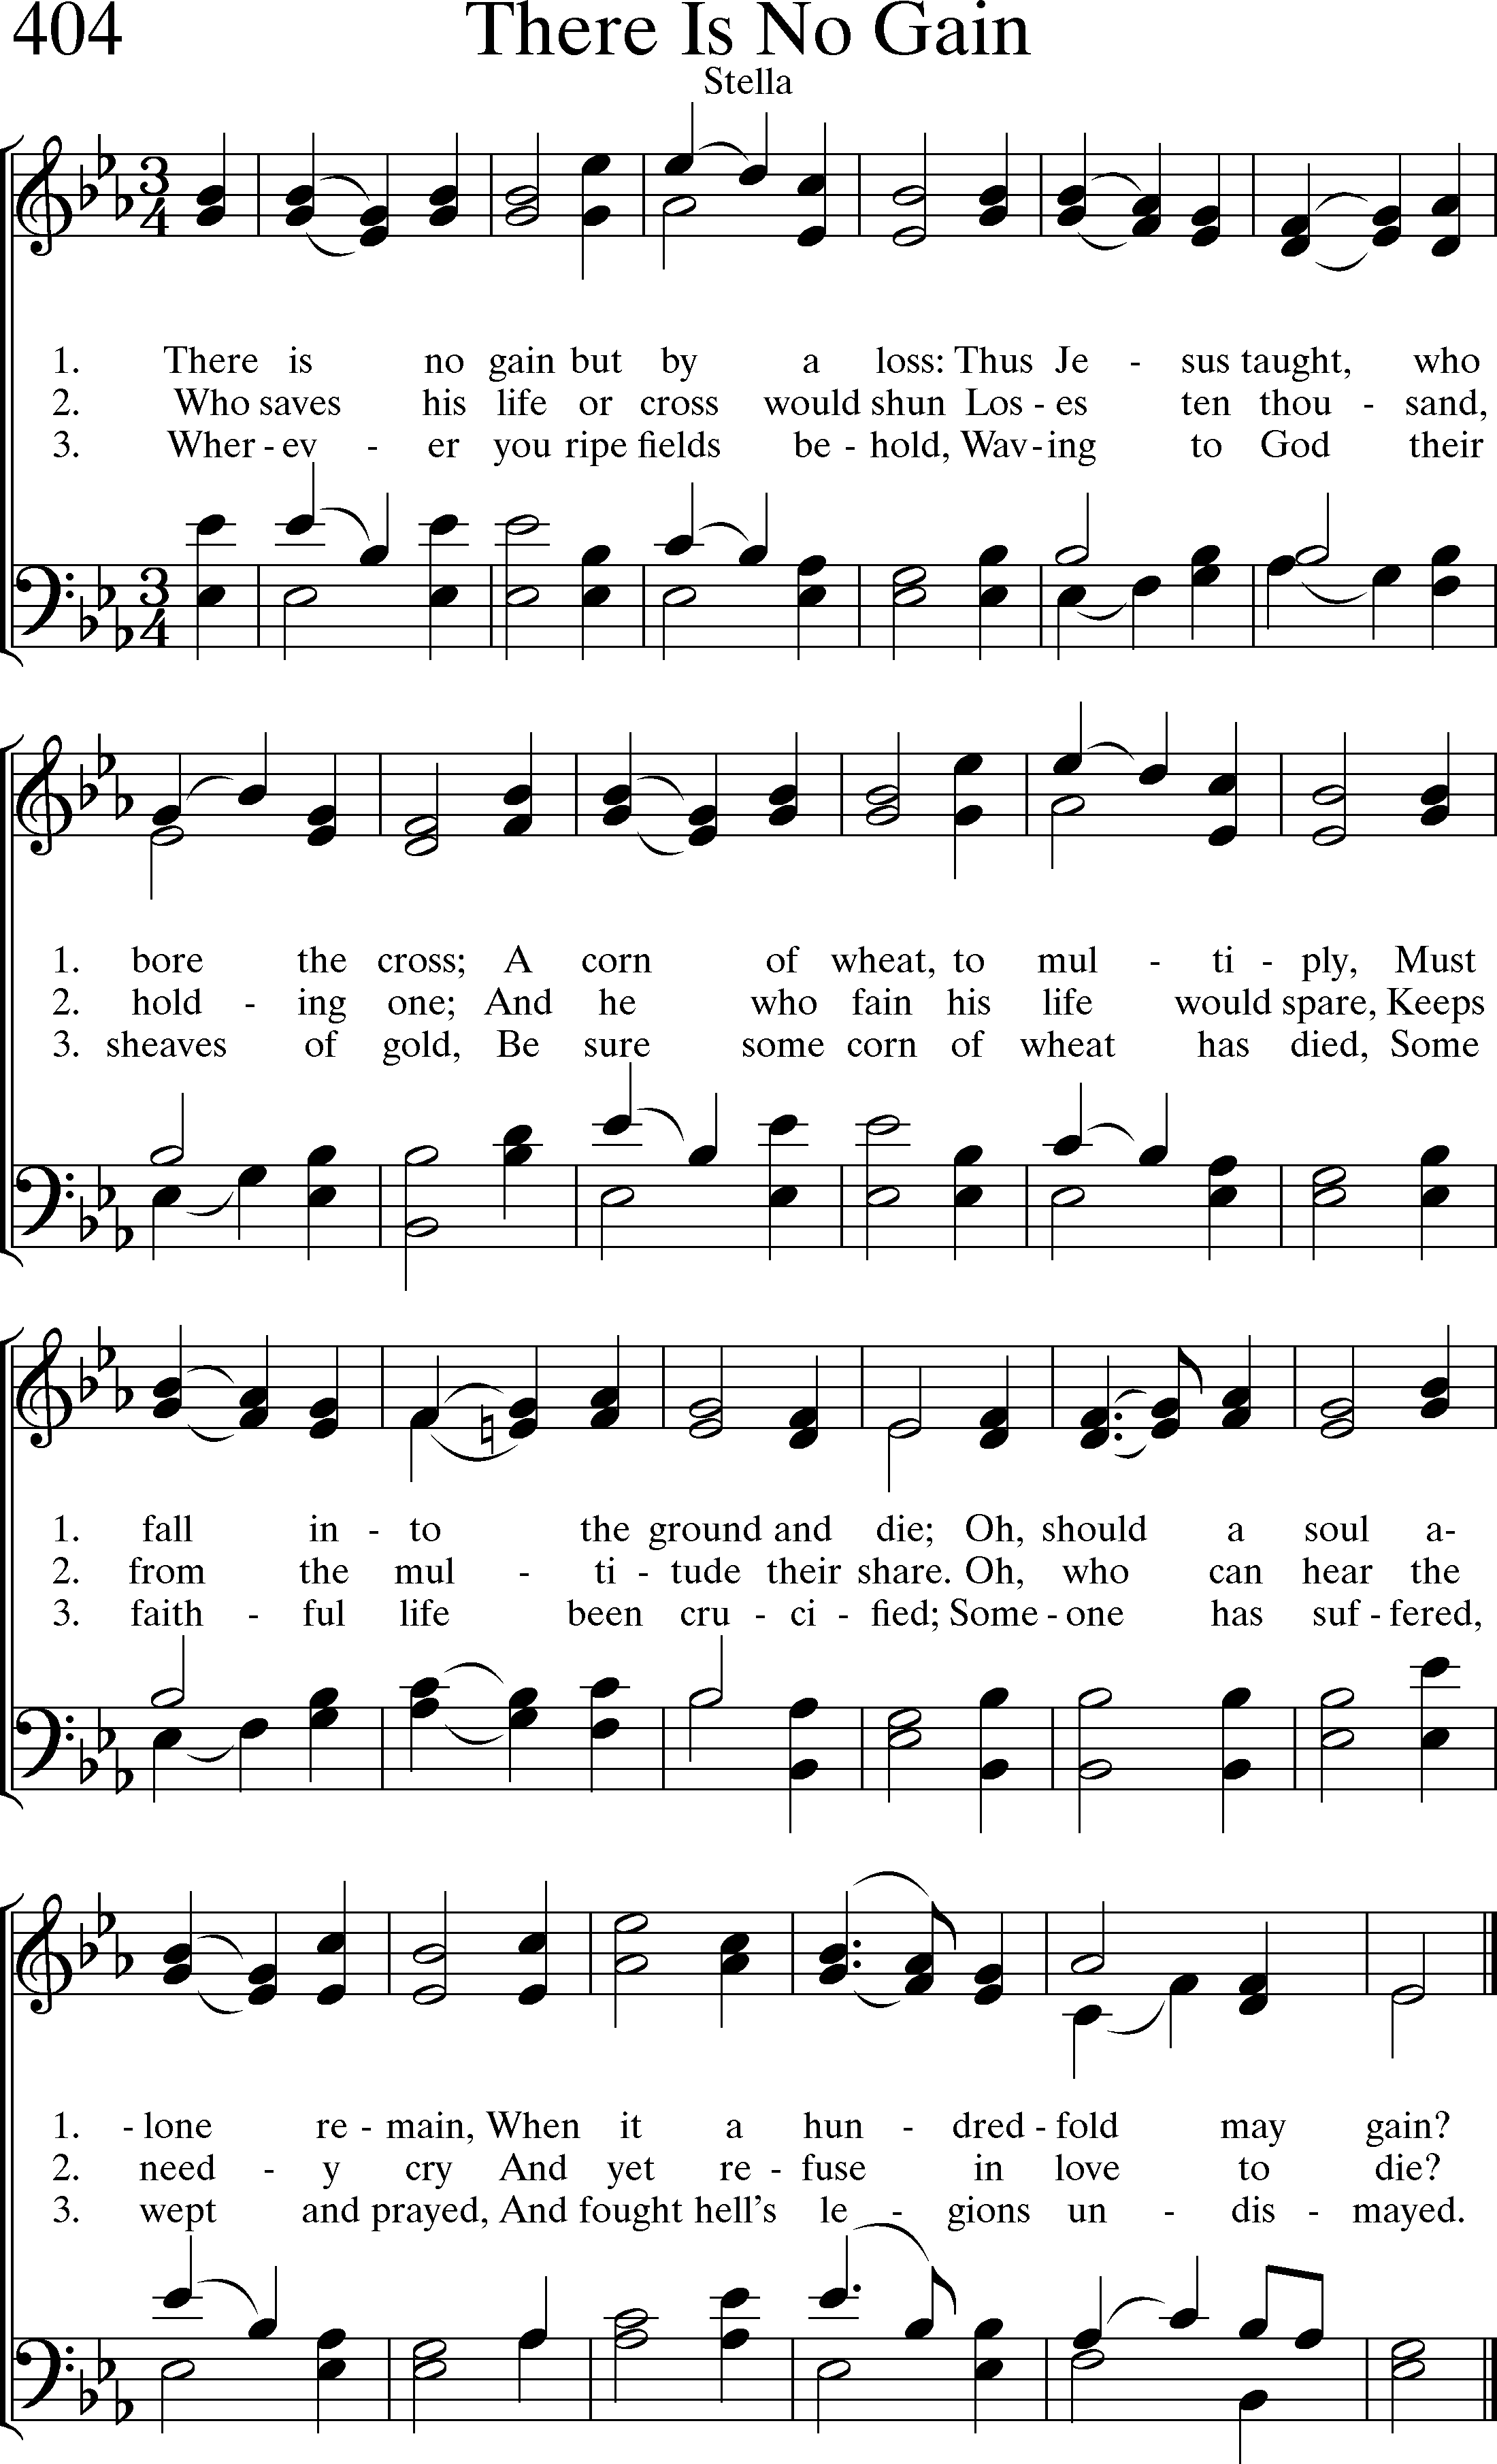 404 There Is No Gain
Stella
1. There is no gain but by a loss: Thus Je - sus taught, who
2. Who saves his life or cross would shun Los - es ten thou - sand,
3. Wher - ev - er you ripe fields be - hold, Wav - ing to God their
1. bore the cross; A corn of wheat, to mul - ti - ply, Must
2. hold - ing one; And he who fain his life would spare, Keeps
3. sheaves of gold, Be sure some corn of wheat has died, Some
1. fall in - to the ground and die; Oh, should a soul a-
2. from the mul - ti - tude their share. Oh, who can hear the
3. faith - ful life been cru - ci - fied; Some - one has suf - fered,
1. - lone re - main, When it a hun - dred - fold may gain?
2. need - y cry And yet re - fuse in love to die?
3. wept and prayed, And fought hell's le - gions un - dis - mayed.